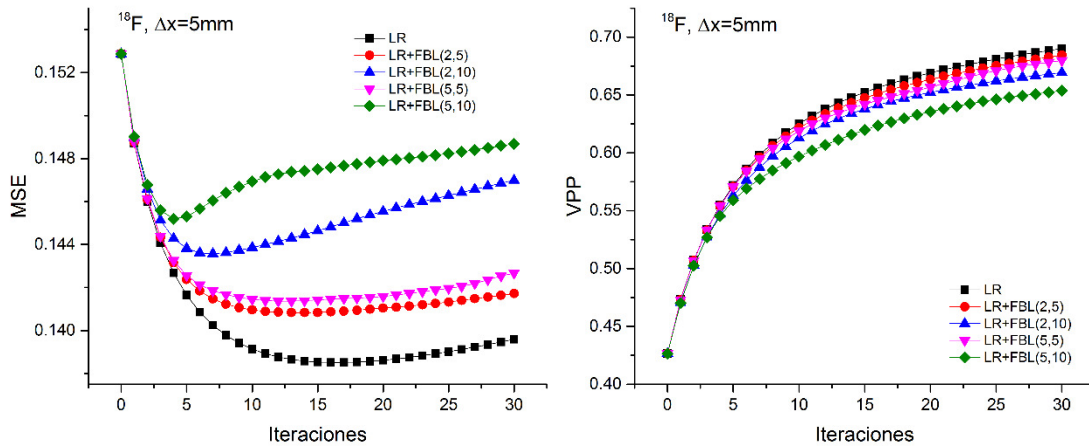 ¹⁸F, Δx=5mm
LR
LR+FBL(2,5)
LR+FBL(2,10)
LR+FBL(5,5)
LR+FBL(5,10)
MSE
0.152
0.148
0.144
0.140
0 5 10 15 20 25 30
Iteraciones
¹⁸F, Δx=5mm
VPP
0.70
0.65
0.60
0.55
0.50
0.45
0.40
LR
LR+FBL(2,5)
LR+FBL(2,10)
LR+FBL(5,5)
LR+FBL(5,10)
0 5 10 15 20 25 30
Iteraciones